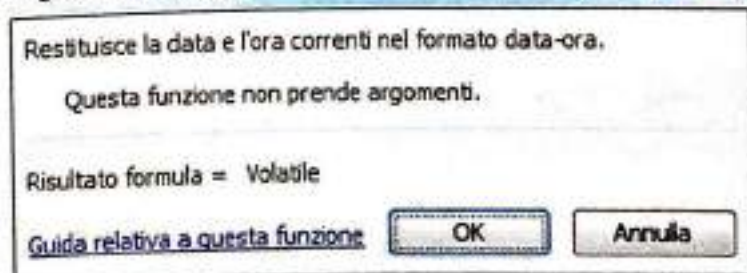 Restituisce la data e l'ora correnti nel formato data-ora.
Questa funzione non prende argomenti.
Risultato formula = Volatile
Guida relativa a questa funzione OK Annulla